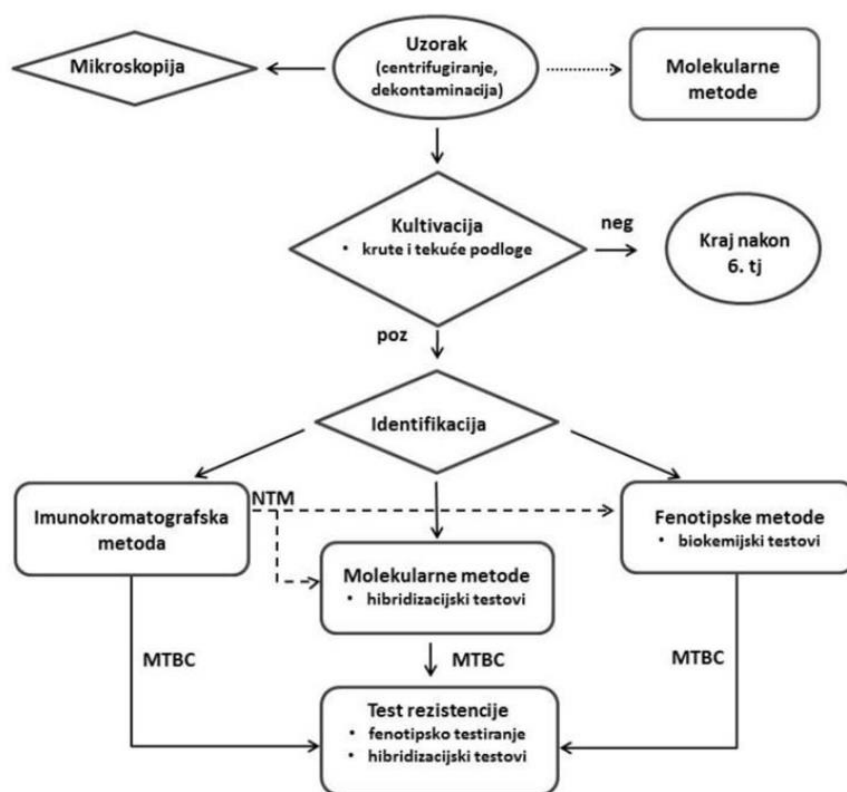 Mikroskopija
Uzorak
(centrifugiranje,
dekontaminacija)
Molekularne
metode
Kultivacija
• krute i tekuće podloge
neg
Kraj nakon
6. tj
poz
Identifikacija
Imunokromatografska
metoda
NTM
Fenotipske metode
• biokemijski testovi
Molekularne metode
• hibridizacijski testovi
MTBC
MTBC
MTBC
Test rezistencije
• fenotipsko testiranje
• hibridizacijski testovi